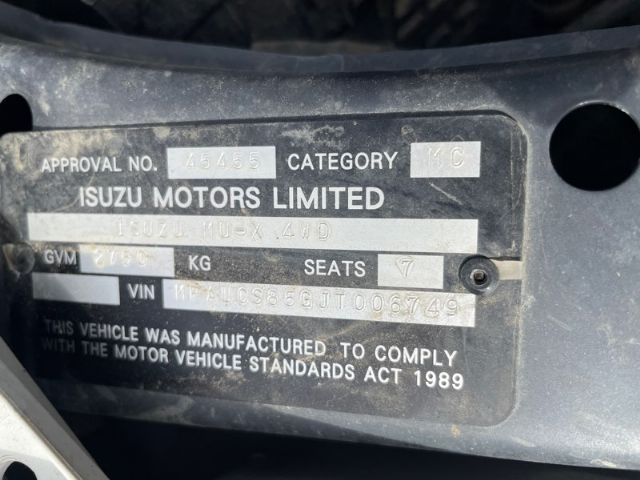 APPROVAL NO. 45455 CATEGORY MC
ISUZU MOTORS LIMITED
ISUZU MU-X 4WD
GVM 2750 KG SEATS 7
VIN MPAUCS85GJT006749
THIS VEHICLE WAS MANUFACTURED TO COMPLY
WITH THE MOTOR VEHICLE STANDARDS ACT 1989